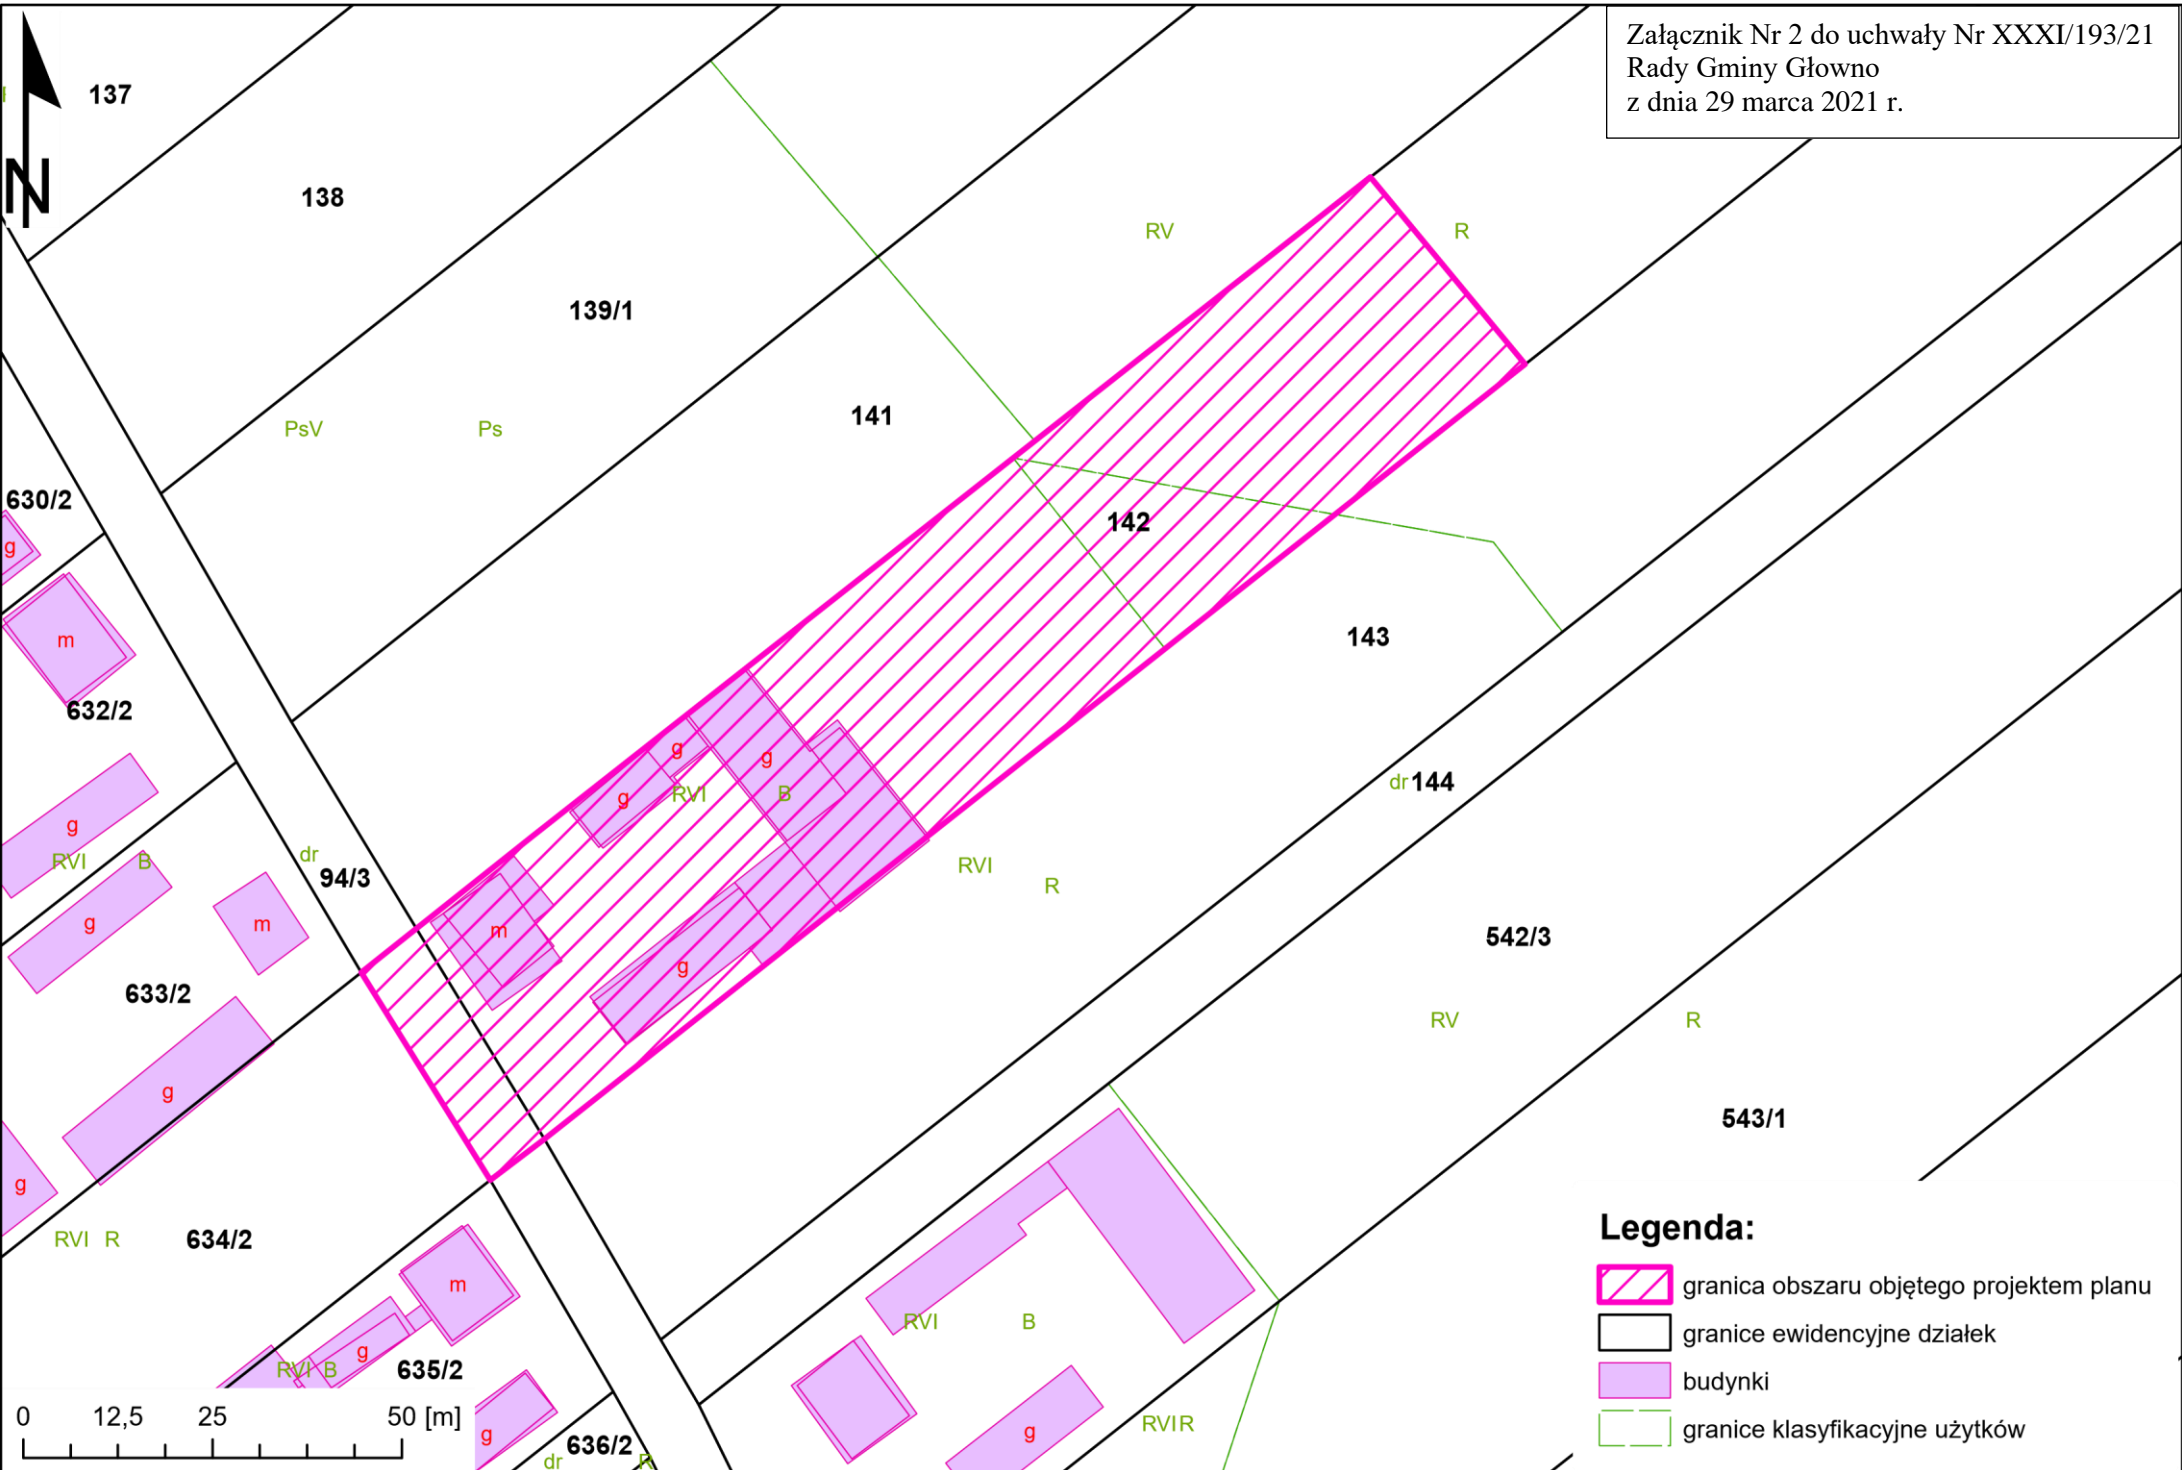 Załącznik Nr 2 do uchwały Nr XXXI/193/21
Rady Gminy Głowno
z dnia 29 marca 2021 r.
137
N
138
RV
R
139/1
141
PsV
Ps
630/2
g
142
m
143
632/2
g
g
dr 144
g
RVI
B
g
dr
RVI
B
RVI
94/3
R
g
m
m
542/3
g
633/2
RV
R
g
543/1
g
634/2
RVI R
Legenda:
m
granica obszaru objętego projektem planu
RVI
B
granice ewidencyjne działek
g
RVI B
635/2
budynki
0 12,5 25 50 [m]
RVIR
granice klasyfikacyjne użytków
g
636/2
g
dr
R